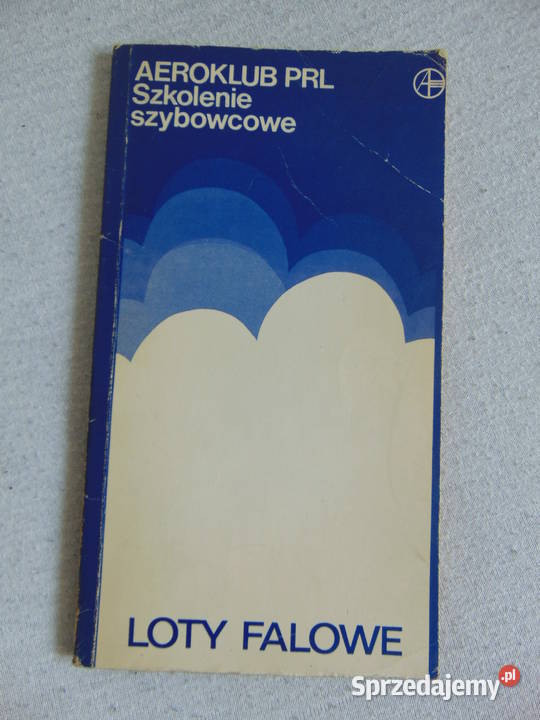 AEROKLUB PRL
Szkolenie
szybowcowe
LOTY FALOWE
Sprzedajemy.pl